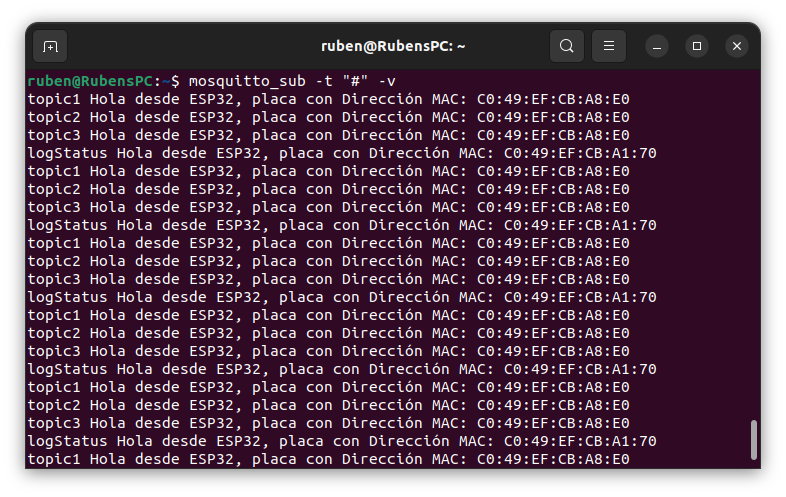 ruben@RubensPC: ~
ruben@RubensPC:~$ mosquitto_sub -t "#" -v
topic1 Hola desde ESP32, placa con Dirección MAC: C0:49:EF:CB:A8:E0
topic2 Hola desde ESP32, placa con Dirección MAC: C0:49:EF:CB:A8:E0
topic3 Hola desde ESP32, placa con Dirección MAC: C0:49:EF:CB:A8:E0
logStatus Hola desde ESP32, placa con Dirección MAC: C0:49:EF:CB:A1:70
topic1 Hola desde ESP32, placa con Dirección MAC: C0:49:EF:CB:A8:E0
topic2 Hola desde ESP32, placa con Dirección MAC: C0:49:EF:CB:A8:E0
topic3 Hola desde ESP32, placa con Dirección MAC: C0:49:EF:CB:A8:E0
logStatus Hola desde ESP32, placa con Dirección MAC: C0:49:EF:CB:A1:70
topic1 Hola desde ESP32, placa con Dirección MAC: C0:49:EF:CB:A8:E0
topic2 Hola desde ESP32, placa con Dirección MAC: C0:49:EF:CB:A8:E0
topic3 Hola desde ESP32, placa con Dirección MAC: C0:49:EF:CB:A8:E0
logStatus Hola desde ESP32, placa con Dirección MAC: C0:49:EF:CB:A1:70
topic1 Hola desde ESP32, placa con Dirección MAC: C0:49:EF:CB:A8:E0
topic2 Hola desde ESP32, placa con Dirección MAC: C0:49:EF:CB:A8:E0
topic3 Hola desde ESP32, placa con Dirección MAC: C0:49:EF:CB:A8:E0
logStatus Hola desde ESP32, placa con Dirección MAC: C0:49:EF:CB:A1:70
topic1 Hola desde ESP32, placa con Dirección MAC: C0:49:EF:CB:A8:E0
topic2 Hola desde ESP32, placa con Dirección MAC: C0:49:EF:CB:A8:E0
topic3 Hola desde ESP32, placa con Dirección MAC: C0:49:EF:CB:A8:E0
logStatus Hola desde ESP32, placa con Dirección MAC: C0:49:EF:CB:A1:70
topic1 Hola desde ESP32, placa con Dirección MAC: C0:49:EF:CB:A8:E0